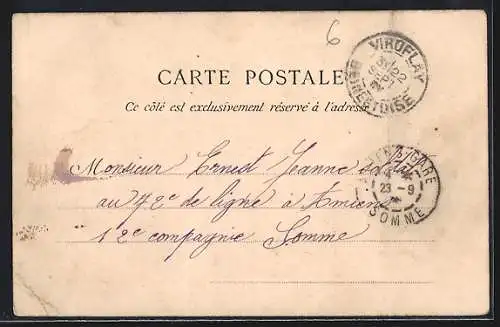 6
VIROFLAY
SEINE-ET-OISE
CARTE POSTALE
Ce côté est exclusivement réservé à l'adresse
GARE
Monsieur Ernest Jeanne soldat
23 - 9
au 72e de ligne à Amiens
SOMME
12e compagnie Somme